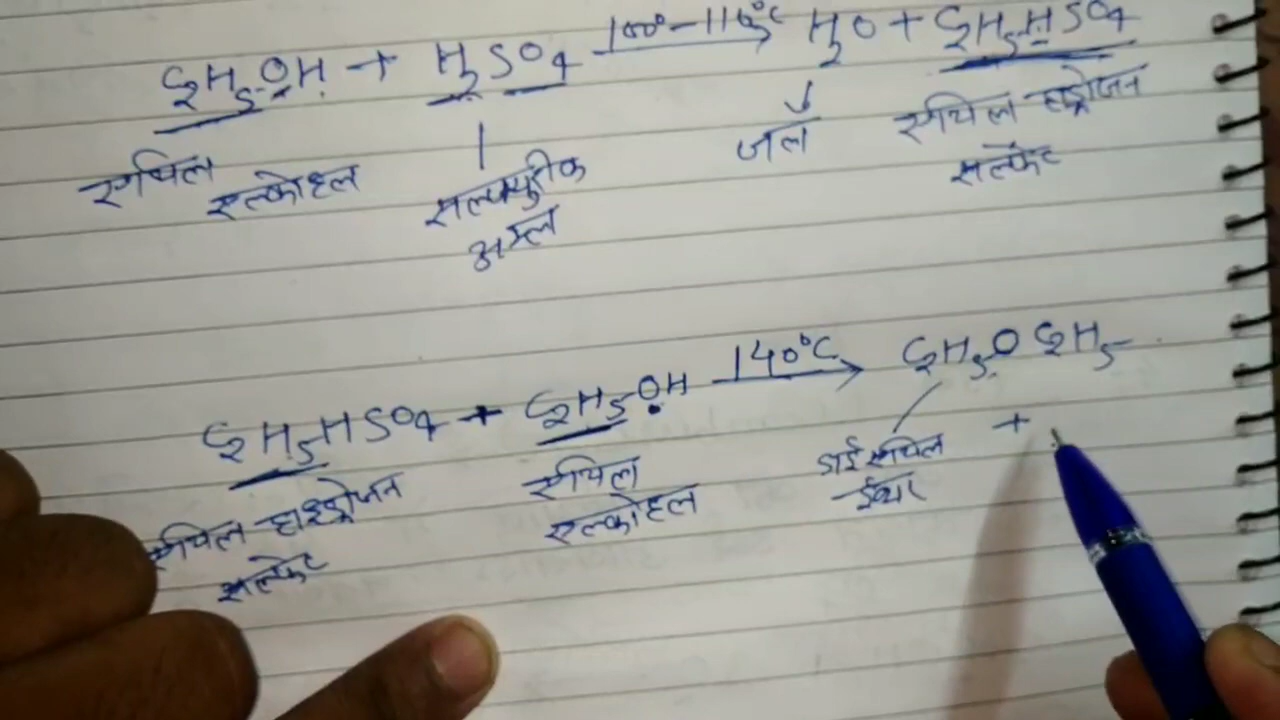 C₂H₅OH + H₂SO₄ 100°-110°C → H₂O + C₂H₅HSO₄
एथिल एल्कोहल सल्फ्युरीक अम्ल जल एथिल हाइड्रोजन सल्फेट
C₂H₅HSO₄ + C₂H₅OH 140°C → C₂H₅OC₂H₅
एथिल हाइड्रोजन सल्फेट एथिल एल्कोहल डाई एथिल ईथर +